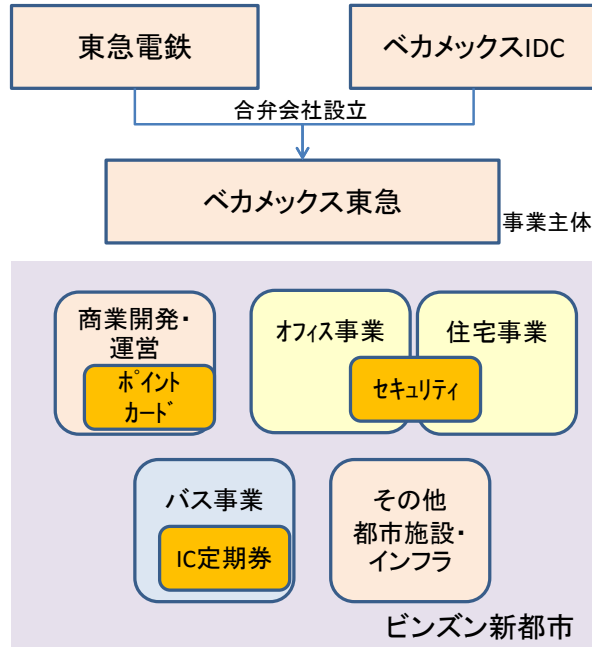 東急電鉄
ベカメックスIDC
合弁会社設立
ベカメックス東急
事業主体
商業開発・
運営
ﾎﾟｲﾝﾄ
ｶｰﾄﾞ
ｵﾌｨｽ事業
住宅事業
ｾｷｭﾘﾃｨ
バス事業
IC定期券
その他
都市施設・
インフラ
ビンズン新都市